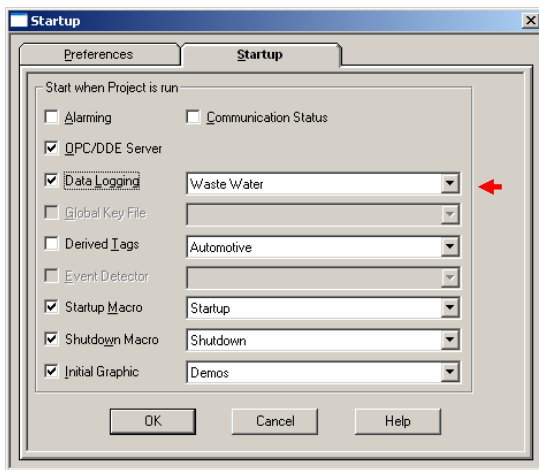 Startup
Preferences
Startup
Start when Project is run
Alarming
Communication Status
OPC/DDE Server
Data Logging
Waste Water
Global Key File
Derived Tags
Automotive
Event Detector
Startup Macro
Startup
Shutdown Macro
Shutdown
Initial Graphic
Demos
OK
Cancel
Help